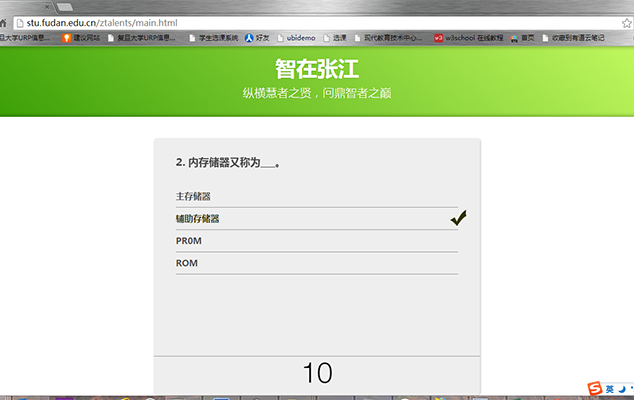 stu.fudan.edu.cn/ztalents/main.html
旦大学URP信息... 建议网站 复旦大学URP信息... 学生选课系统 好友 ubidemo 选课 现代教育技术中心... w3school 在线教程 首页 收藏到有道云笔记
智在张江
纵横慧者之贤，问鼎智者之巅
2. 内存储器又称为___。
主存储器
辅助存储器
PR0M
ROM
10
S 英